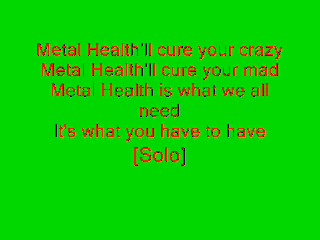 Metal Health'll cure your crazy
Metal Health'll cure your mad
Metal Health is what we all
need
It's what you have to have
[Solo]